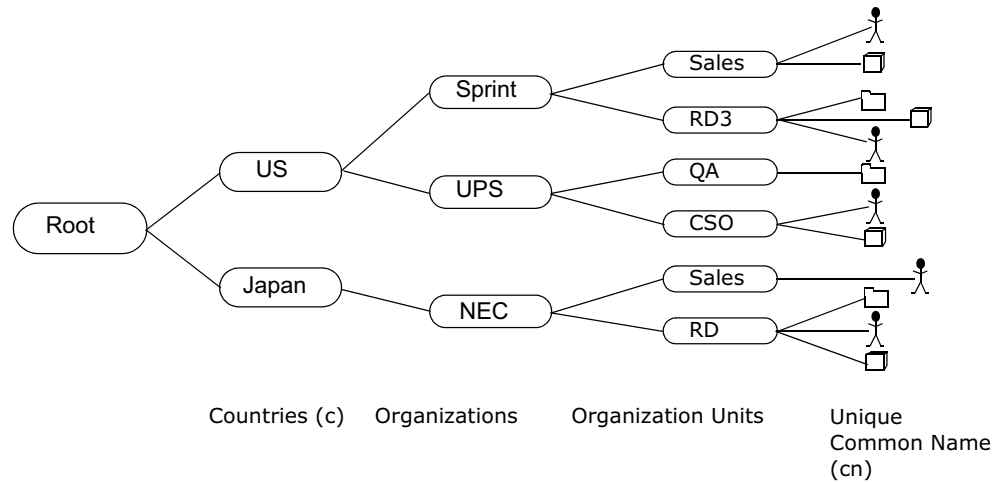 Sales
Sprint
RD3
US
QA
UPS
CSO
Root
Sales
Japan
NEC
RD
Countries (c) Organizations Organization Units Unique
Common Name
(cn)